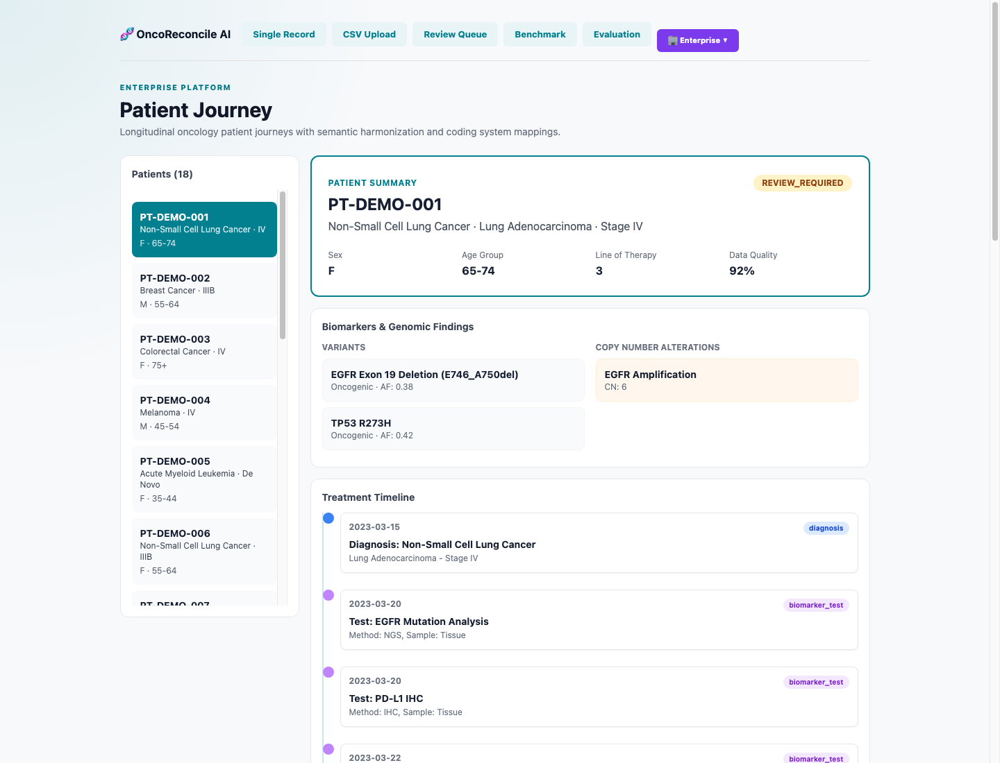 OncoReconcile AI
Single Record
CSV Upload
Review Queue
Benchmark
Evaluation
Enterprise ▼
ENTERPRISE PLATFORM
Patient Journey
Longitudinal oncology patient journeys with semantic harmonization and coding system mappings.
Patients (18)
PT-DEMO-001
Non-Small Cell Lung Cancer · IV
F · 65-74
PT-DEMO-002
Breast Cancer · IIIB
M · 55-64
PT-DEMO-003
Colorectal Cancer · IV
F · 75+
PT-DEMO-004
Melanoma · IV
M · 45-54
PT-DEMO-005
Acute Myeloid Leukemia · De
Novo
F · 35-44
PT-DEMO-006
Non-Small Cell Lung Cancer ·
IIIB
F · 55-64
PT-DEMO-007
PATIENT SUMMARY
REVIEW_REQUIRED
PT-DEMO-001
Non-Small Cell Lung Cancer · Lung Adenocarcinoma · Stage IV
Sex
F
Age Group
65-74
Line of Therapy
3
Data Quality
92%
Biomarkers & Genomic Findings
VARIANTS
EGFR Exon 19 Deletion (E746_A750del)
Oncogenic · AF: 0.38
TP53 R273H
Oncogenic · AF: 0.42
COPY NUMBER ALTERATIONS
EGFR Amplification
CN: 6
Treatment Timeline
2023-03-15
diagnosis
Diagnosis: Non-Small Cell Lung Cancer
Lung Adenocarcinoma - Stage IV
2023-03-20
biomarker_test
Test: EGFR Mutation Analysis
Method: NGS, Sample: Tissue
2023-03-20
biomarker_test
Test: PD-L1 IHC
Method: IHC, Sample: Tissue
2023-03-22
biomarker_test